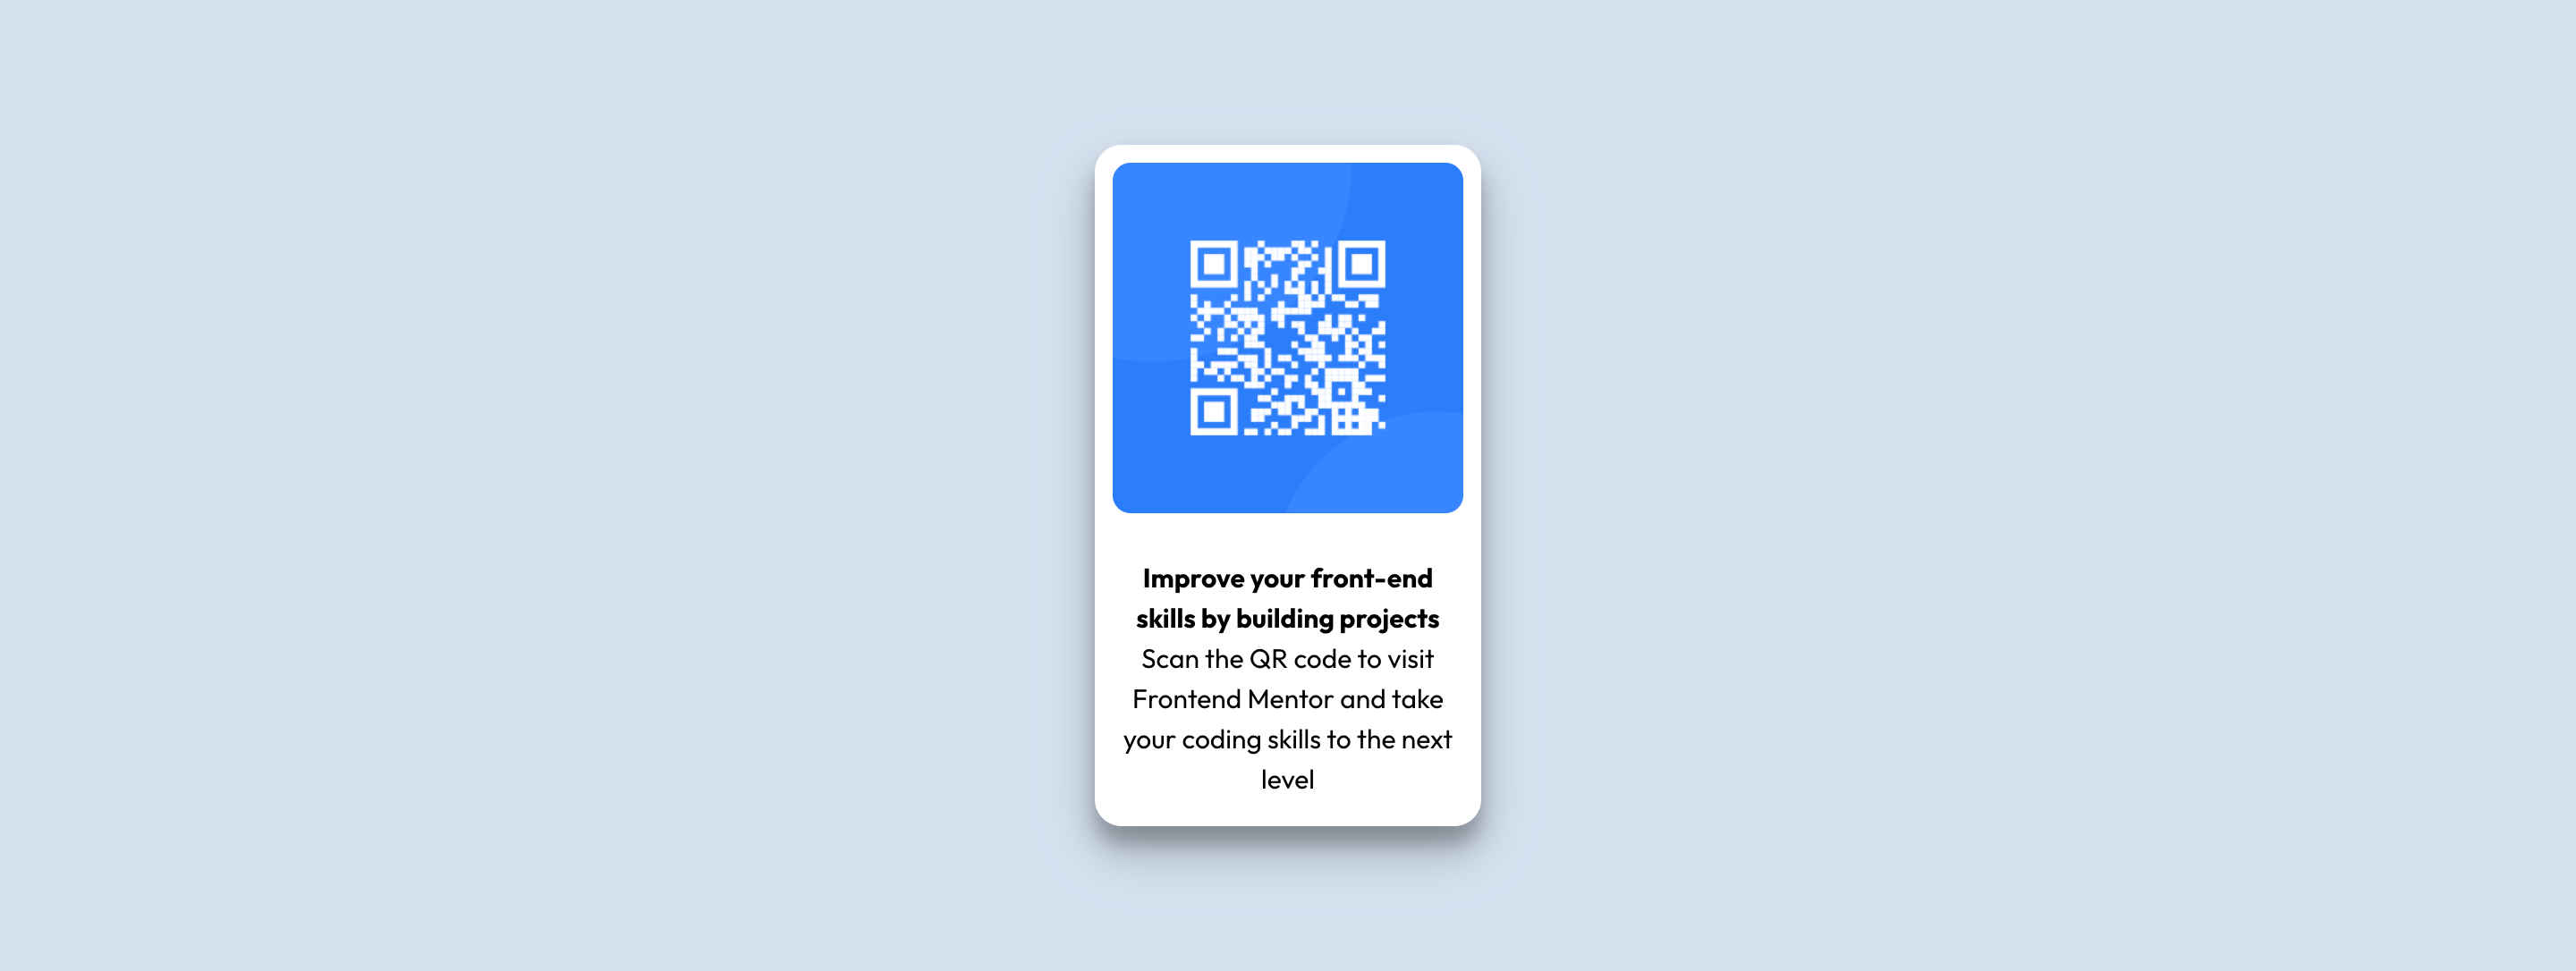 Improve your front-end
skills by building projects
Scan the QR code to visit
Frontend Mentor and take
your coding skills to the next
level